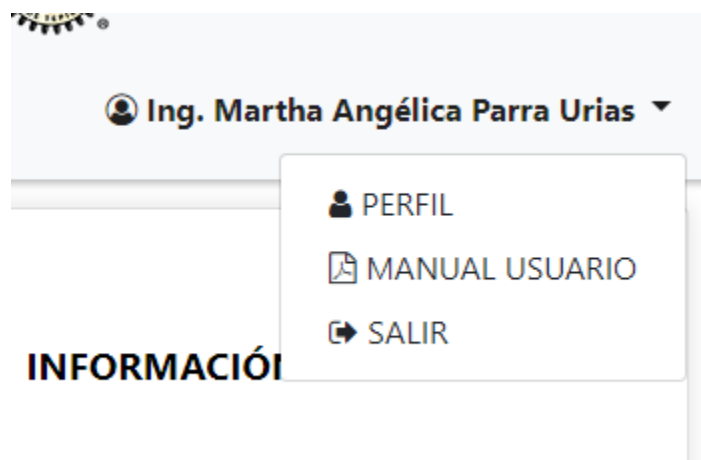 ®
Ing. Martha Angélica Parra Urias
PERFIL
MANUAL USUARIO
SALIR
INFORMACIÓ